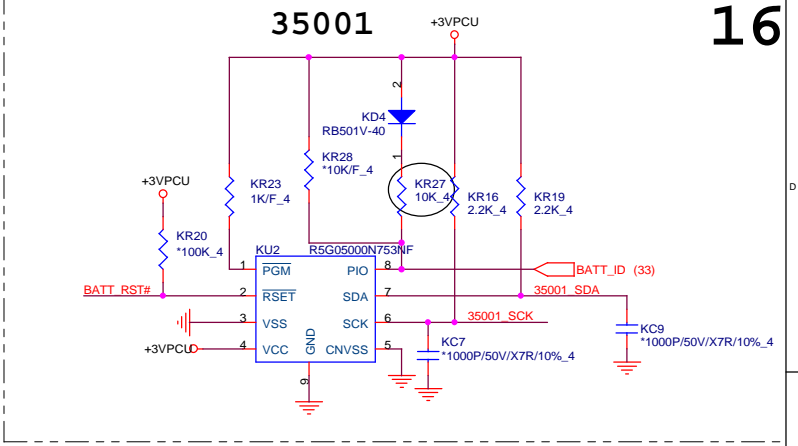 35001
16
+3VPCU
2
KD4
RB501V-40
1
KR28
*10K/F_4
+3VPCU
KR23
1K/F_4
KR27
10K_4
KR16
2.2K_4
KR19
2.2K_4
D
KR20
*100K_4
KU2
R5G05000N753NF
1
PGM
PIO
8
BATT_ID (33)
BATT_RST#
2
RSET
SDA
7
35001_SDA
3
VSS
SCK
6
35001_SCK
+3VPCU
4
VCC
GND
CNVSS
5
KC7
*1000P/50V/X7R/10%_4
KC9
*1000P/50V/X7R/10%_4
9